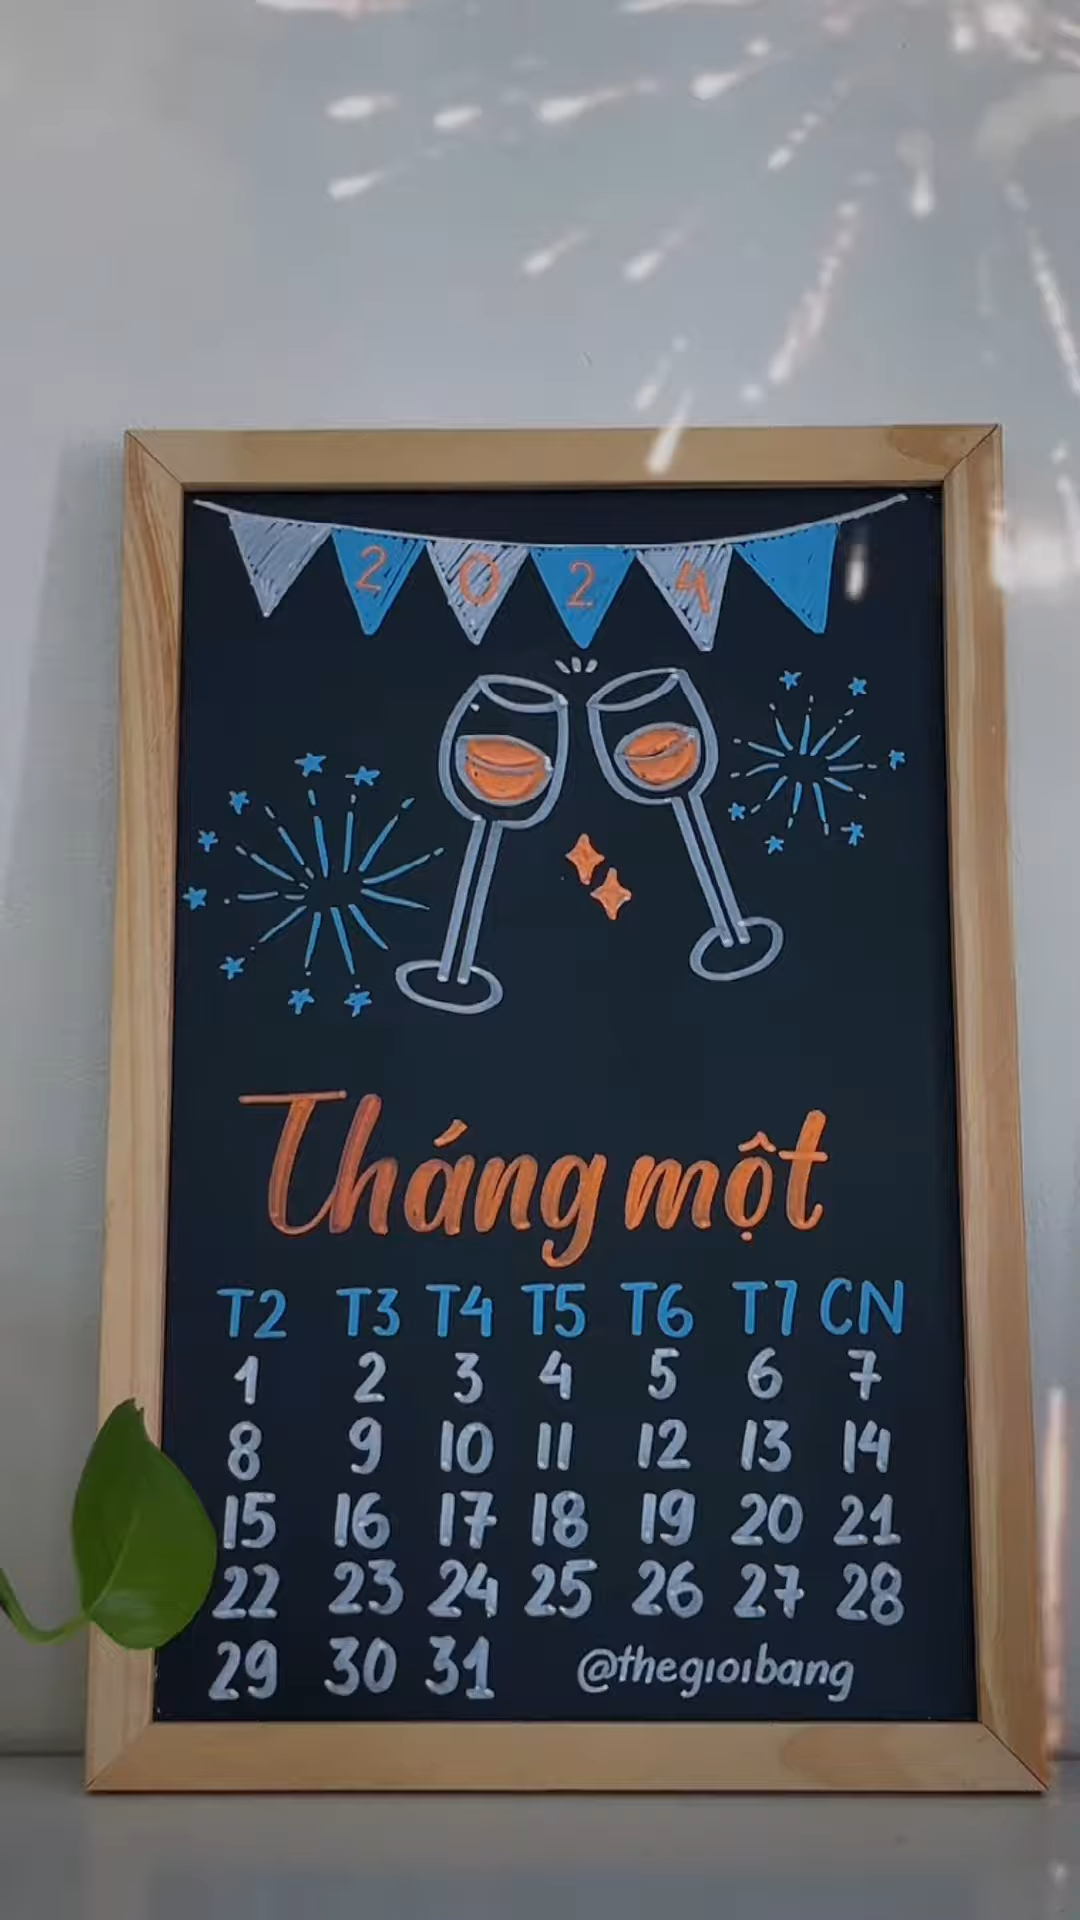 2024
Tháng một
T2 T3 T4 T5 T6 T7 CN
1 2 3 4 5 6 7
8 9 10 11 12 13 14
15 16 17 18 19 20 21
22 23 24 25 26 27 28
29 30 31 @thegioibang